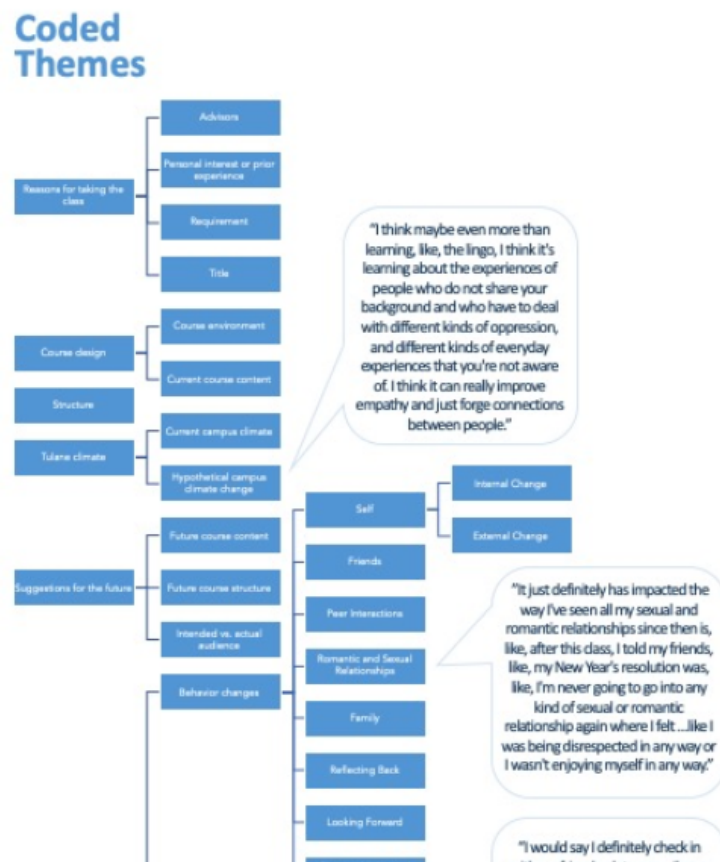 Coded
Themes
Advisors
Personal interest or prior
experience
Reasons for taking the
class
Requirement
Title
Course environment
Course design
Current course content
Structure
Current campus climate
Tulane climate
Hypothetical campus
climate change
"I think maybe even more than
learning, like, the lingo, I think it's
learning about the experiences of
people who do not share your
background and who have to deal
with different kinds of oppression,
and different kinds of everyday
experiences that you're not aware
of. I think it can really improve
empathy and just forge connections
between people."
Future course content
Suggestions for the future
Future course structure
Intended vs. actual
audience
Behavior changes
Self
Internal Change
External Change
Friends
Peer Interactions
Romantic and Sexual
Relationships
Family
Reflecting Back
Looking Forward
"It just definitely has impacted the
way I've seen all my sexual and
romantic relationships since then is,
like, after this class, I told my friends,
like, my New Year's resolution was,
like, I'm never going to go into any
kind of sexual or romantic
relationship again where I felt ...like I
was being disrespected in any way or
I wasn't enjoying myself in any way."
"I would say I definitely check in